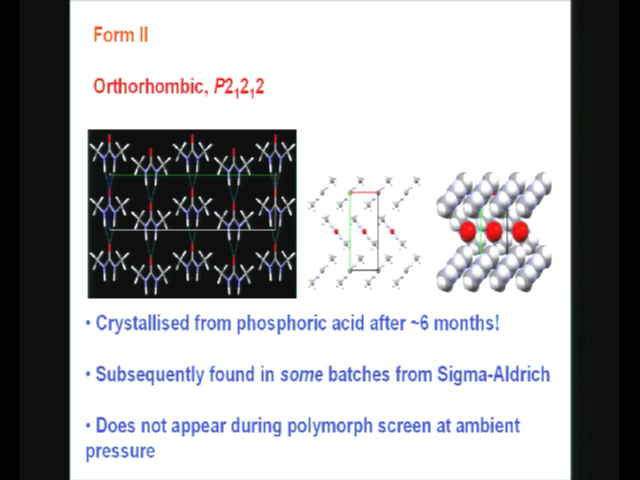 Form II
Orthorhombic, P2₁2₁2
• Crystallised from phosphoric acid after ~6 months!
• Subsequently found in some batches from Sigma-Aldrich
• Does not appear during polymorph screen at ambient
pressure